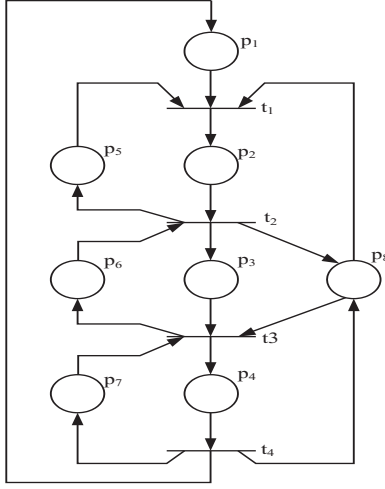 p₁
t₁
p₅
p₂
t₂
p₆
p₃
p₈
t3
p₇
p₄
t₄